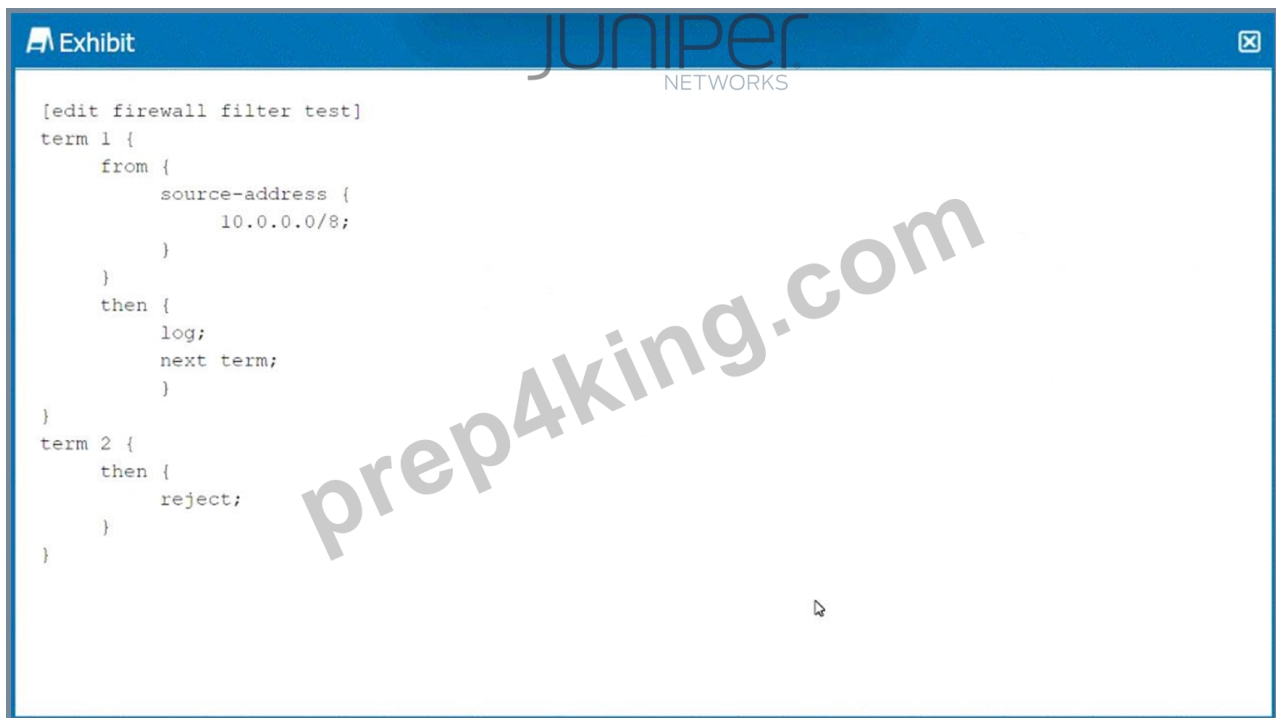 Exhibit
JUNIPER
NETWORKS
[edit firewall filter test]
term 1 {
from {
source-address {
10.0.0.0/8;
}
}
then {
log;
next term;
}
}
term 2 {
then {
reject;
}
}
prep4king.com